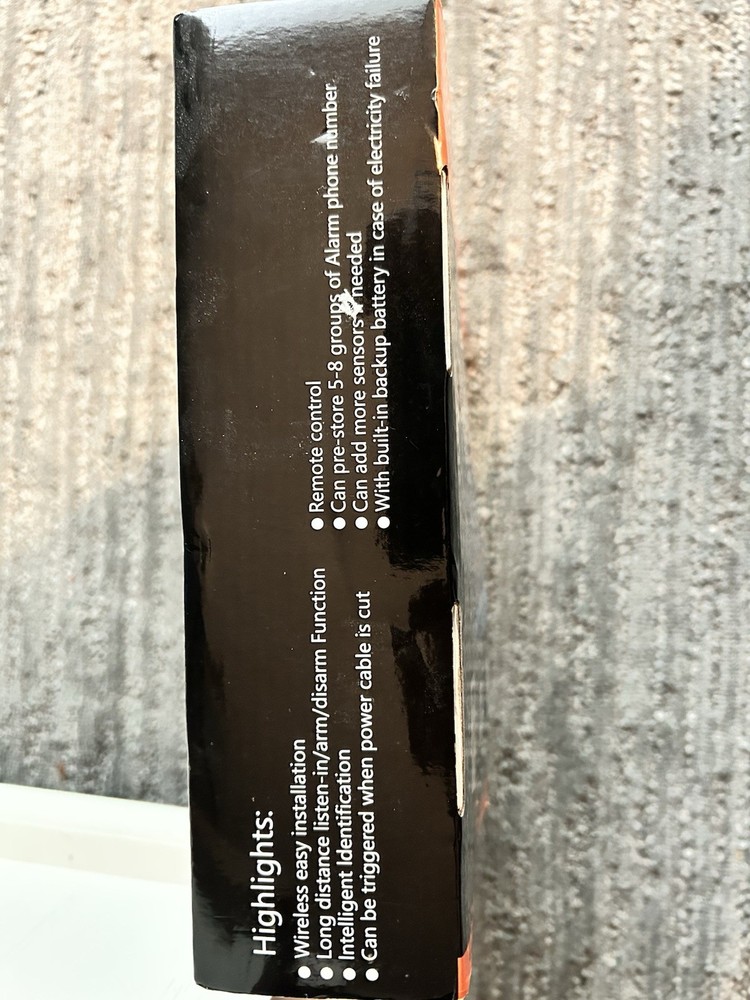 Highlights:
● Wireless easy installation
● Long distance listen-in/arm/disarm Function
● Intelligent Identification
● Can be triggered when power cable is cut
● Remote control
● Can pre-store 5-8 groups of Alarm phone number
● Can add more sensors needed
● With built-in backup battery in case of electricity failure